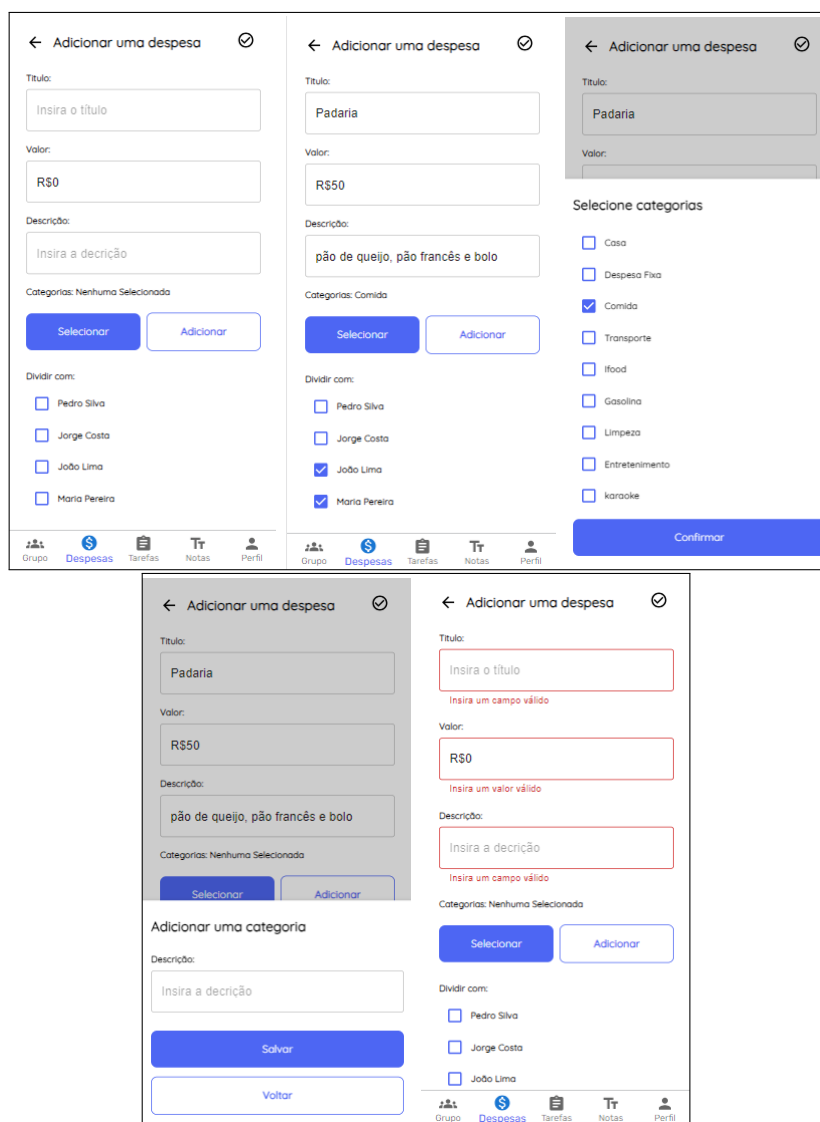 Adicionar uma despesa
Título:
Insira o título
Valor:
R$0
Descrição:
Insira a decrição
Categorias: Nenhuma Selecionada
Selecionar Adicionar
Dividir com:
Pedro Silva
Jorge Costa
João Lima
Maria Pereira
Grupo Despesas Tarefas Notas Perfil
Adicionar uma despesa
Título:
Padaria
Valor:
R$50
Descrição:
pão de queijo, pão francês e bolo
Categorias: Comida
Selecionar Adicionar
Dividir com:
Pedro Silva
Jorge Costa
João Lima
Maria Pereira
Grupo Despesas Tarefas Notas Perfil
Adicionar uma despesa
Título:
Padaria
Valor:
Selecione categorias
Casa
Despesa Fixa
Comida
Transporte
Ifood
Gasolina
Limpeza
Entretenimento
karaoke
Confirmar
Adicionar uma despesa
Título:
Padaria
Valor:
R$50
Descrição:
pão de queijo, pão francês e bolo
Categorias: Nenhuma Selecionada
Selecionar Adicionar
Adicionar uma categoria
Descrição:
Insira a decrição
Salvar
Voltar
Adicionar uma despesa
Título:
Insira o título
Insira um campo válido
Valor:
R$0
Insira um valor válido
Descrição:
Insira a decrição
Insira um campo válido
Categorias: Nenhuma Selecionada
Selecionar Adicionar
Dividir com:
Pedro Silva
Jorge Costa
João Lima
Grupo Despesas Tarefas Notas Perfil